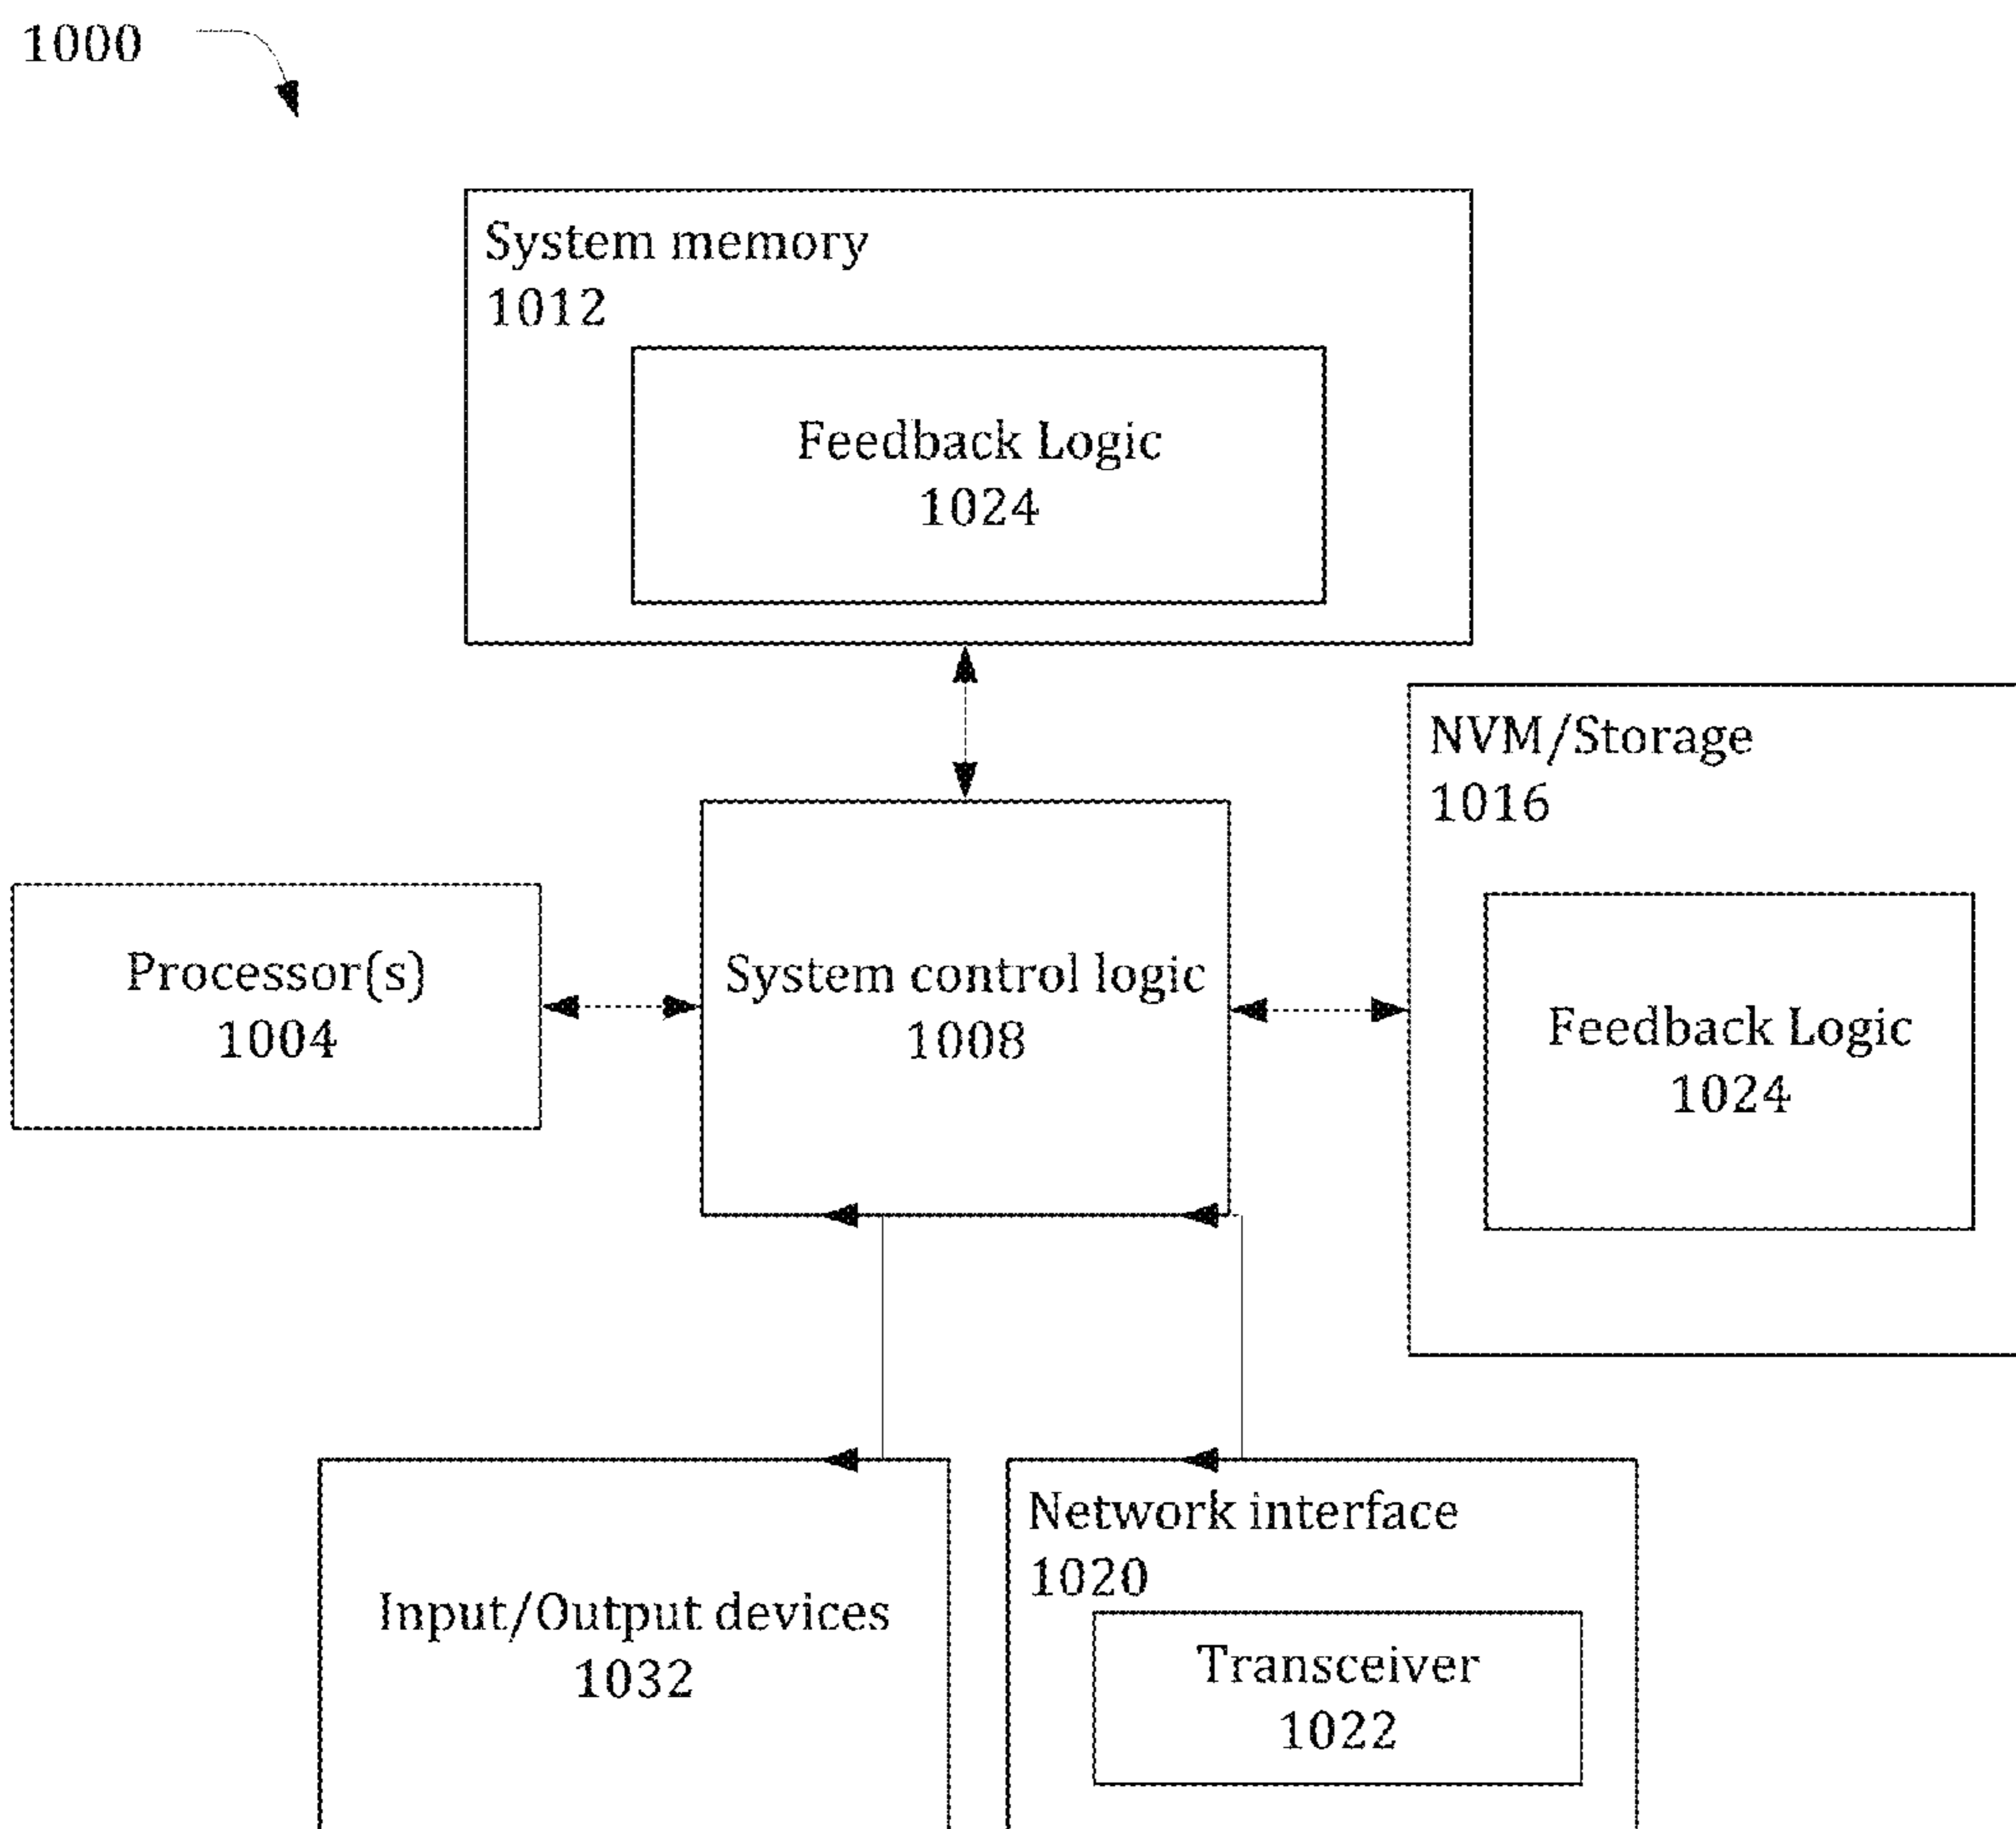 1000
System memory
1012
Feedback Logic
1024
NVM/Storage
1016
Feedback Logic
1024
Processor(s)
1004
System control logic
1008
Input/Output devices
1032
Network interface
1020
Transceiver
1022